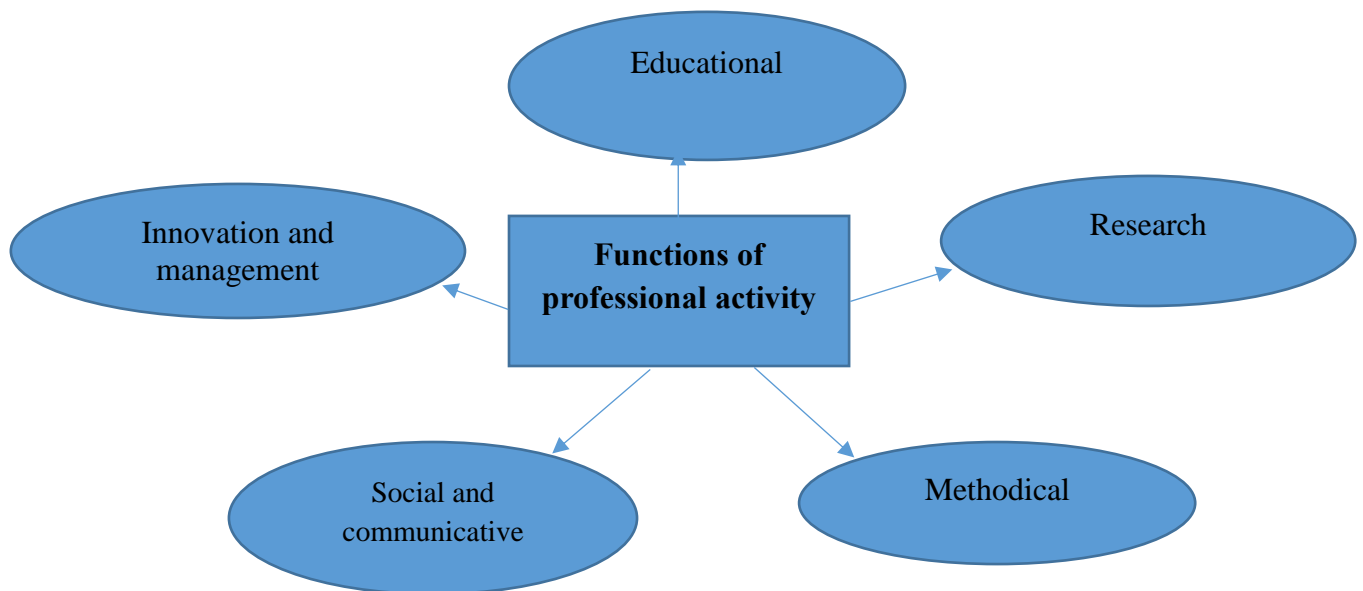 Educational
Innovation and
management
Research
Functions of
professional activity
Social and
communicative
Methodical